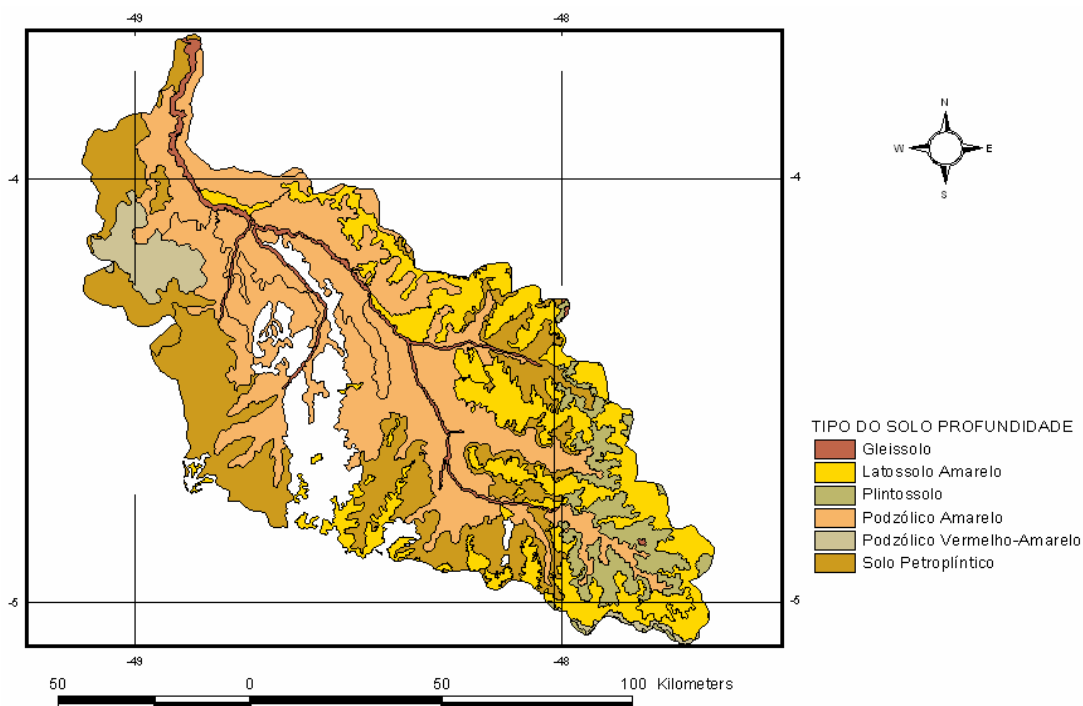 -49
-48
N
W
E
S
-4
-4
TIPO DO SOLO PROFUNDIDADE
Gleissolo
Latossolo Amarelo
Plintossolo
Podzólico Amarelo
Podzólico Vermelho-Amarelo
Solo Petroplíntico
-5
-5
-49
-48
50
0
50
100 Kilometers